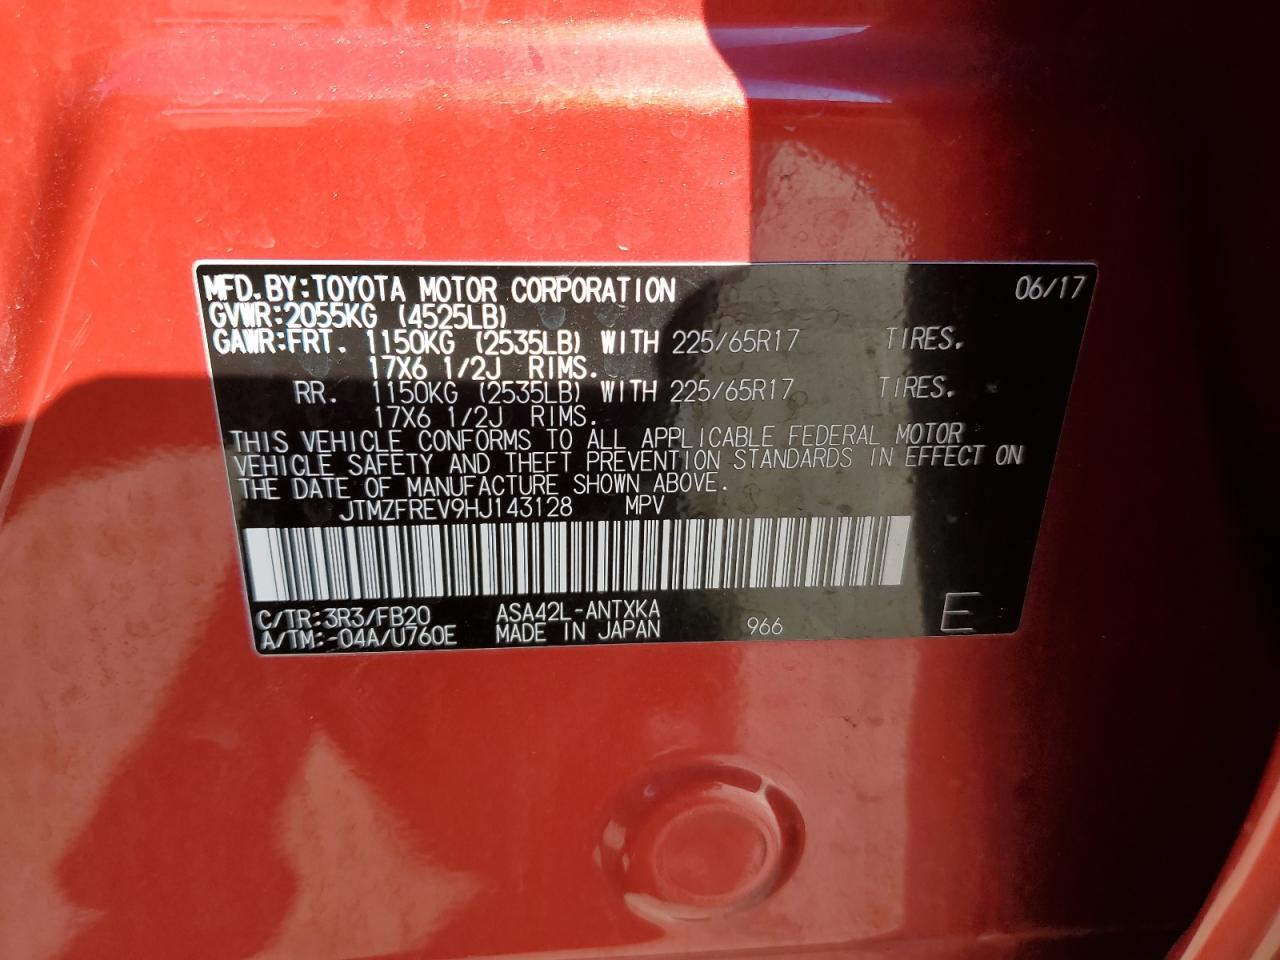 MFD.BY:TOYOTA MOTOR CORPORATION 06/17
GVWR:2055KG (4525LB)
GAWR:FRT. 1150KG (2535LB) WITH 225/65R17 TIRES.
17X6 1/2J RIMS.
RR. 1150KG (2535LB) WITH 225/65R17 TIRES.
17X6 1/2J RIMS.
THIS VEHICLE CONFORMS TO ALL APPLICABLE FEDERAL MOTOR
VEHICLE SAFETY AND THEFT PREVENTION STANDARDS IN EFFECT ON
THE DATE OF MANUFACTURE SHOWN ABOVE.
JTMZFREV9HJ143128 MPV
C/TR:3R3/FB20 ASA42L-ANTXKA
A/TM:-04A/U760E MADE IN JAPAN 966 E